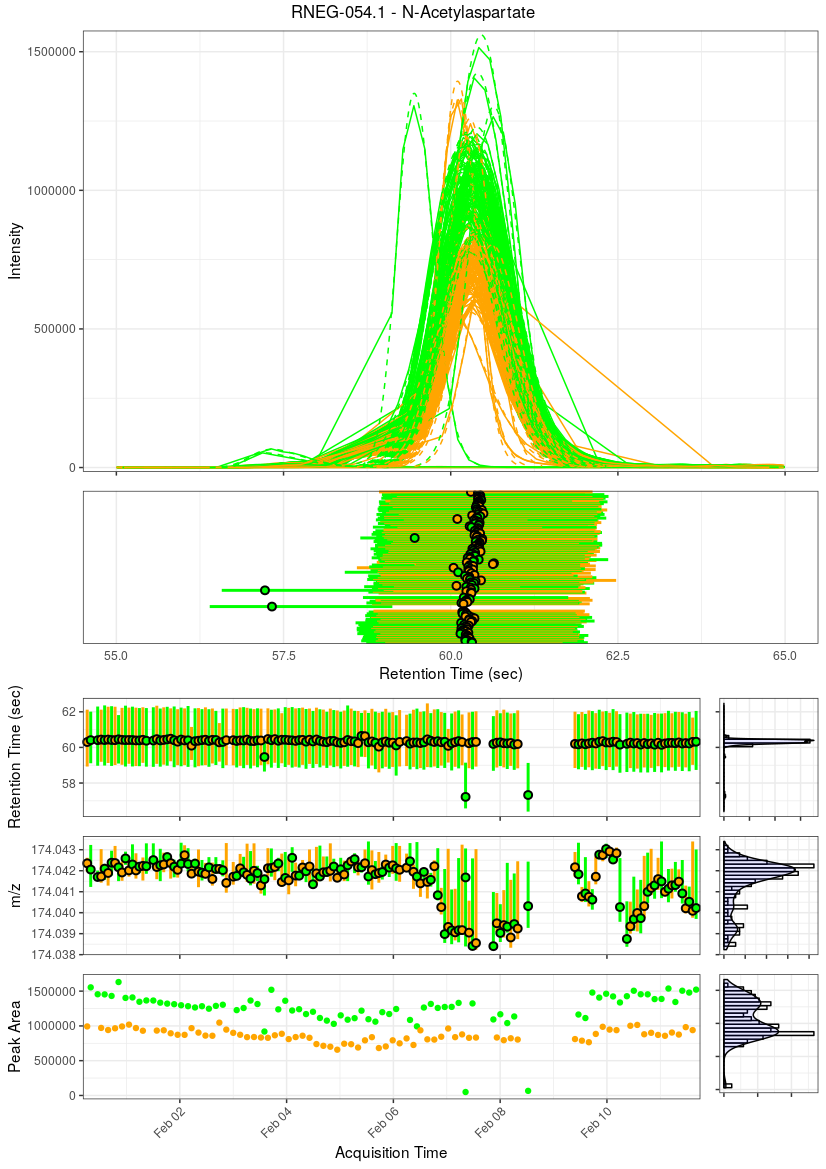 RNEG-054.1 - N-Acetylaspartate
Intensity
1500000
1000000
500000
0
55.0 57.5 60.0 62.5 65.0
Retention Time (sec)
Retention Time (sec)
62
60
58
m/z
174.043
174.042
174.041
174.040
174.039
174.038
Peak Area
1500000
1000000
500000
0
Feb 02 Feb 04 Feb 06 Feb 08 Feb 10
Acquisition Time